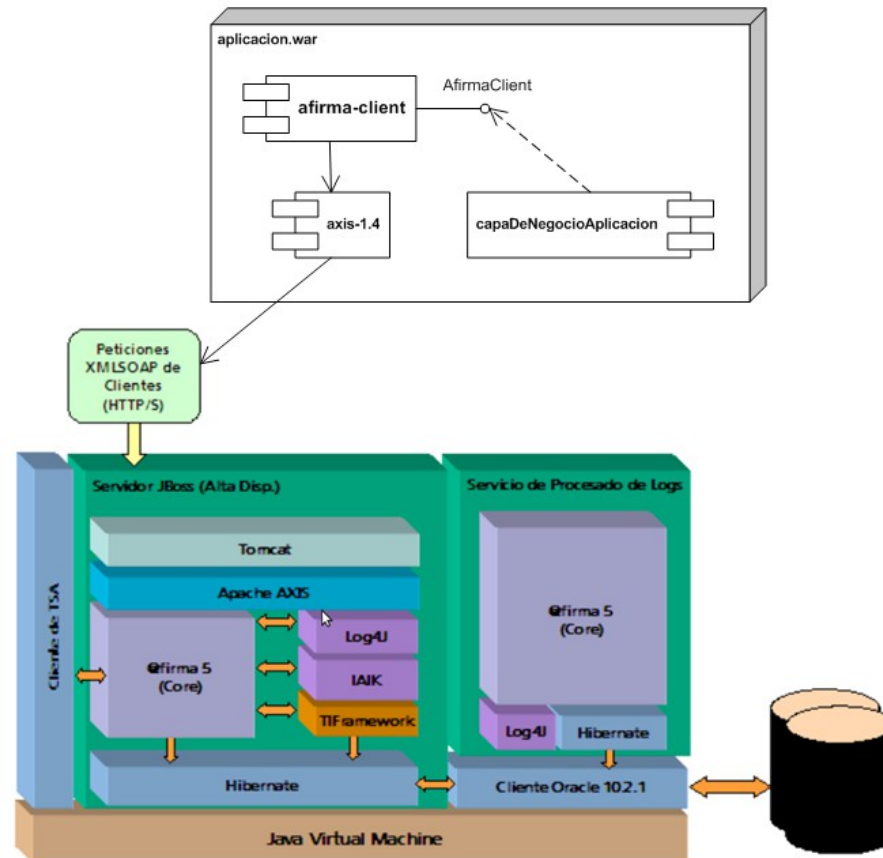 aplicacion.war
AfirmaClient
afirma-client
axis-1.4
capaDeNegocioAplicacion
Peticiones
XMLSOAP de
Clientes
(HTTP/S)
Cliente de TSA
Servidor JBoss (Alta Disp.)
Tomcat
Apache AXIS
@firma 5
(Core)
Log4J
IAIK
TIFramework
Hibernate
Servicio de Procesado de Logs
@firma 5
(Core)
Log4J
Hibernate
Cliente Oracle 10.2.1
Java Virtual Machine